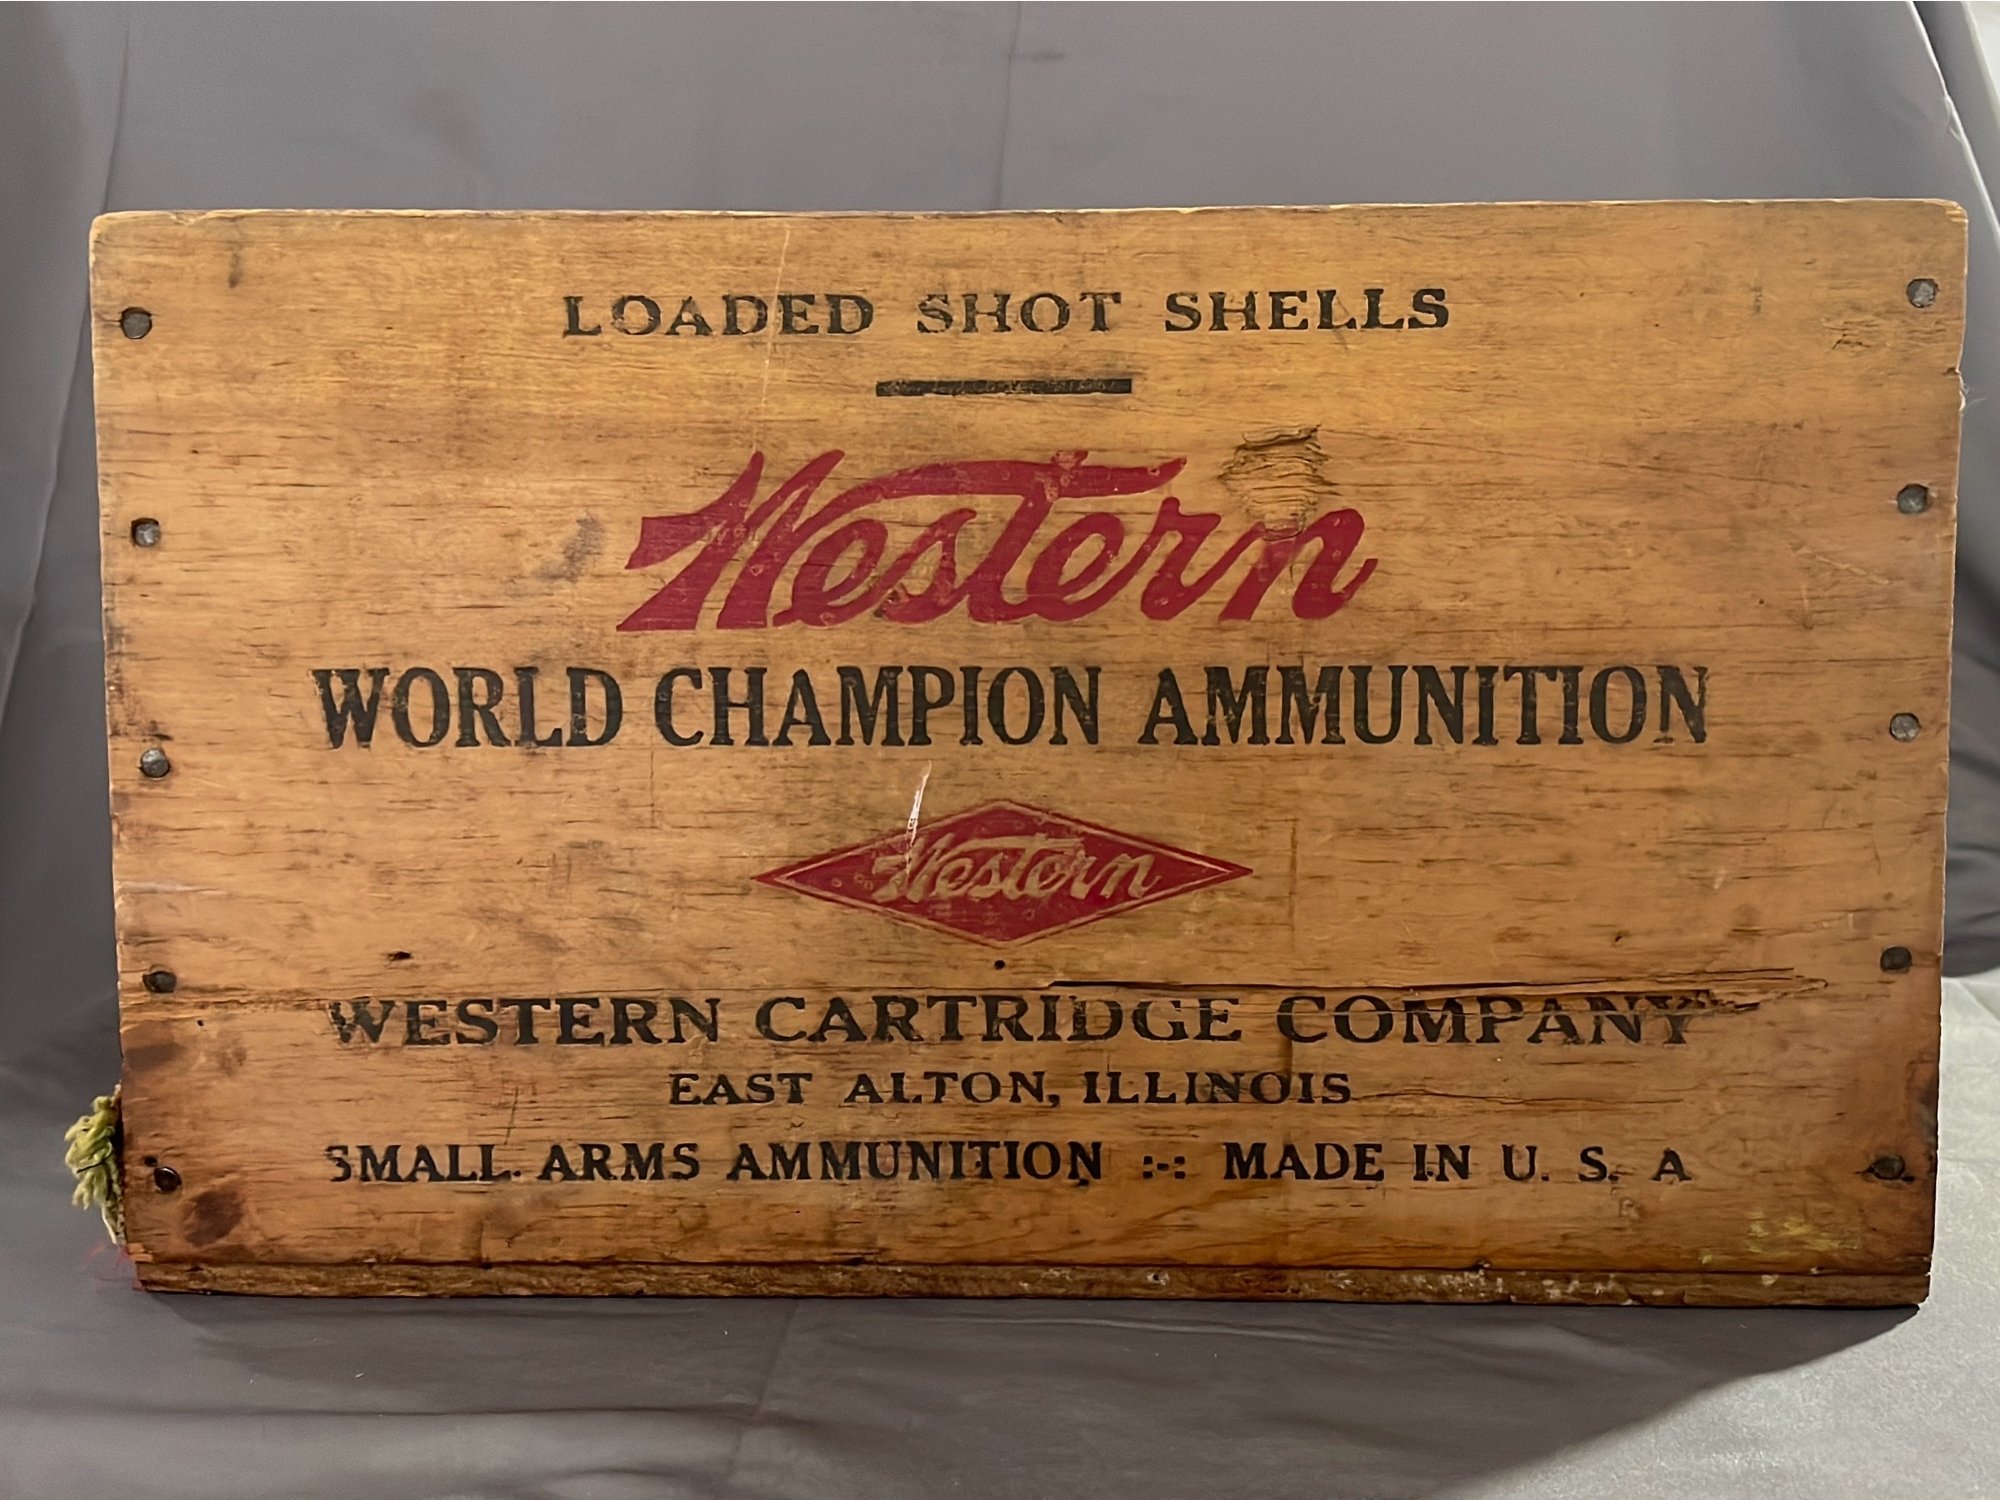 LOADED SHOT SHELLS
Western
WORLD CHAMPION AMMUNITION
Western
WESTERN CARTRIDGE COMPANY
EAST ALTON, ILLINOIS
SMALL ARMS AMMUNITION :-: MADE IN U. S. A